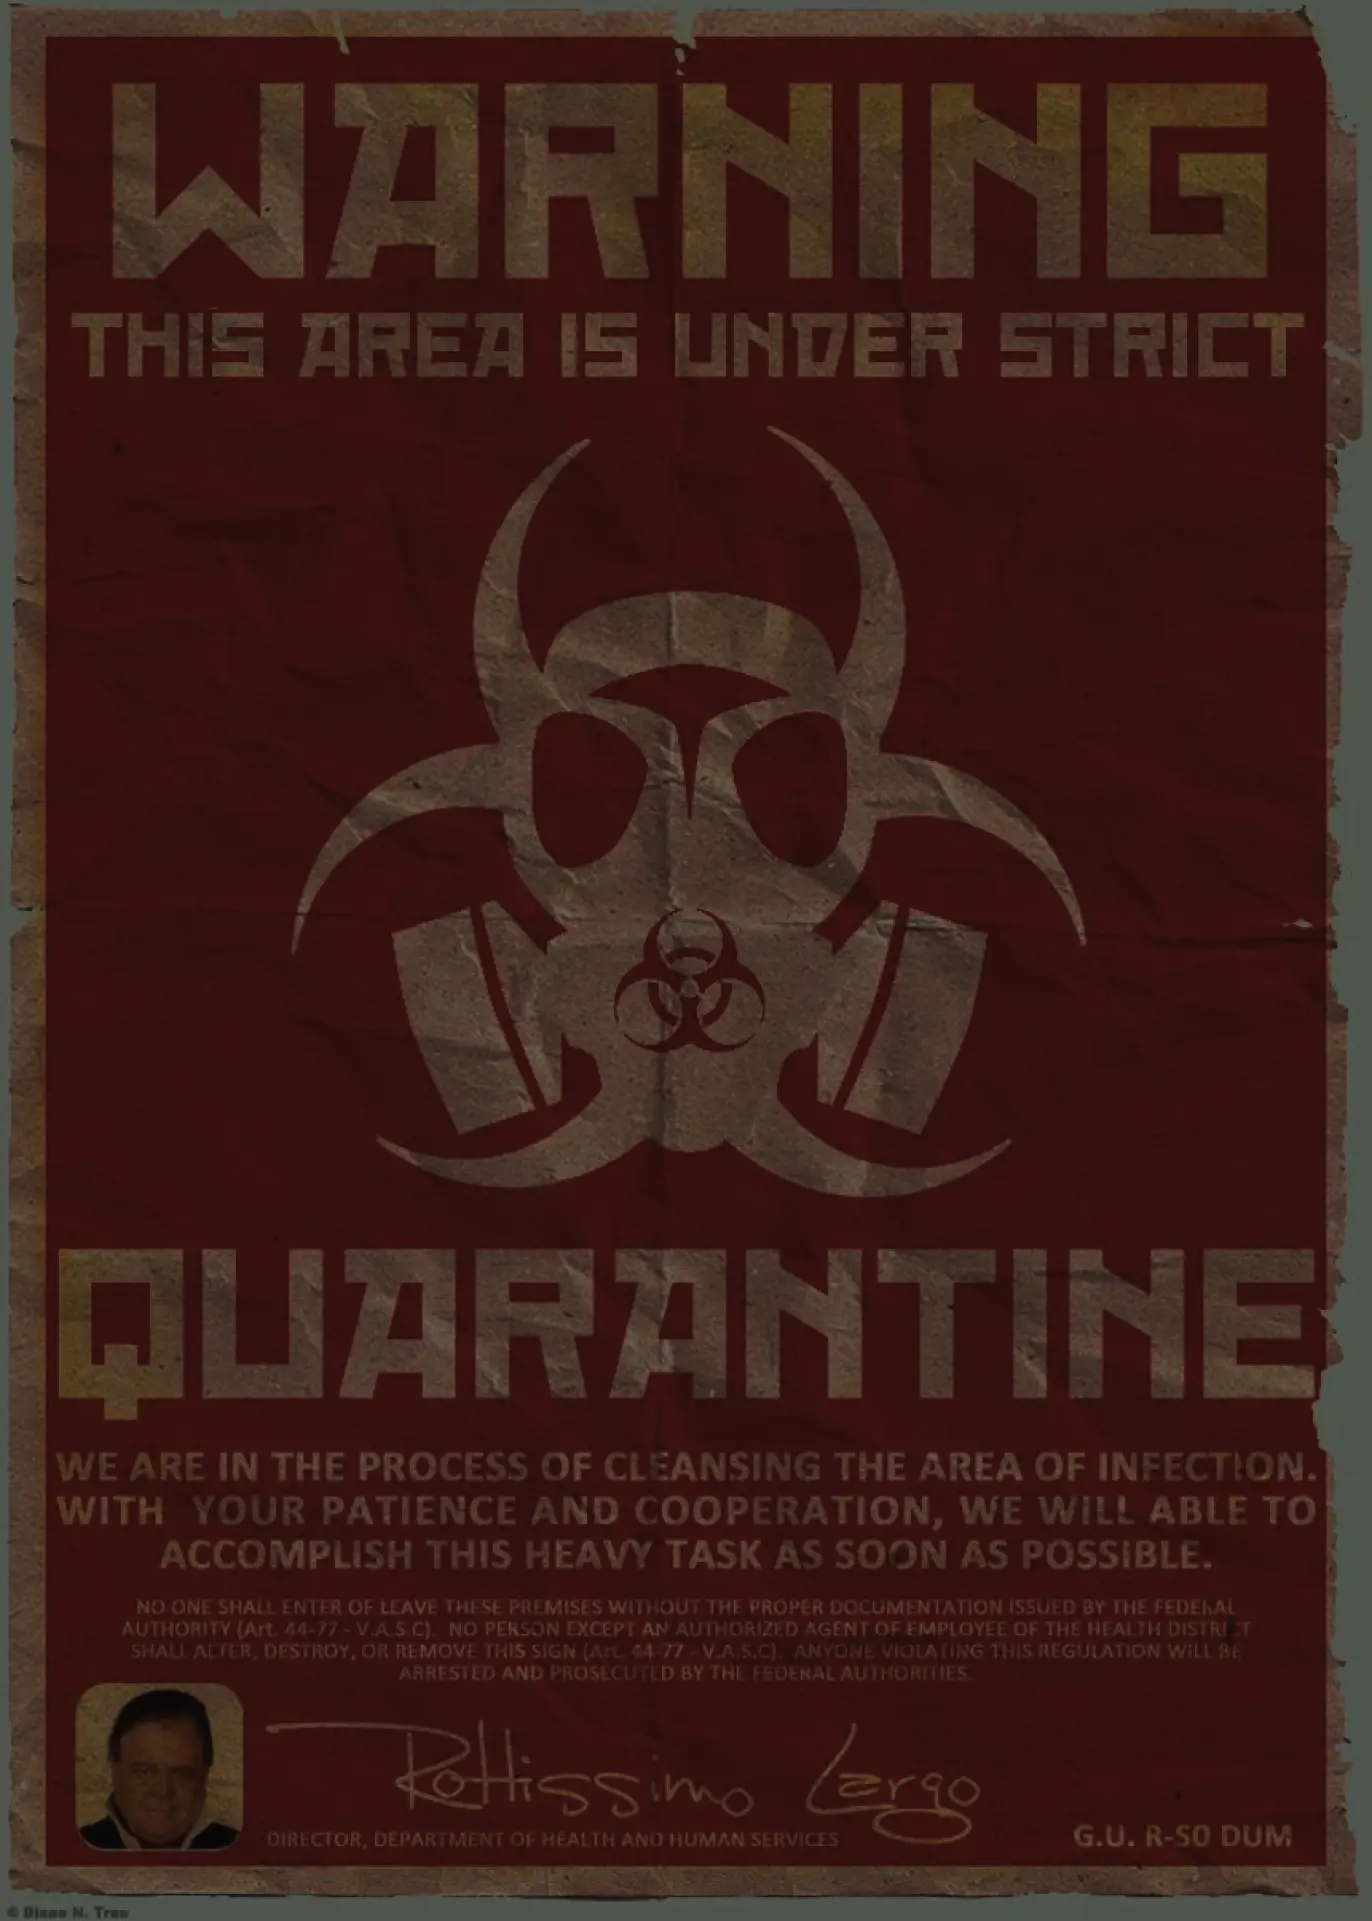 WARNING
THIS AREA IS UNDER STRICT
QUARANTINE
WE ARE IN THE PROCESS OF CLEANSING THE AREA OF INFECTION.
WITH YOUR PATIENCE AND COOPERATION, WE WILL ABLE TO
ACCOMPLISH THIS HEAVY TASK AS SOON AS POSSIBLE.
NO ONE SHALL ENTER OF LEAVE THESE PREMISES WITHOUT THE PROPER DOCUMENTATION ISSUED BY THE FEDERAL
AUTHORITY (Art. 44-77 - V.A.S.C). NO PERSON EXCEPT AN AUTHORIZED AGENT OF EMPLOYEE OF THE HEALTH DISTRICT
SHALL ALTER, DESTROY, OR REMOVE THIS SIGN (Art. 44-77 - V.A.S.C). ANYONE VIOLATING THIS REGULATION WILL BE
ARRESTED AND PROSECUTED BY THE FEDERAL AUTHORITIES.
Rottissimo Largo
DIRECTOR, DEPARTMENT OF HEALTH AND HUMAN SERVICES
G.U. R-SO DUM
© Diane N. Tran